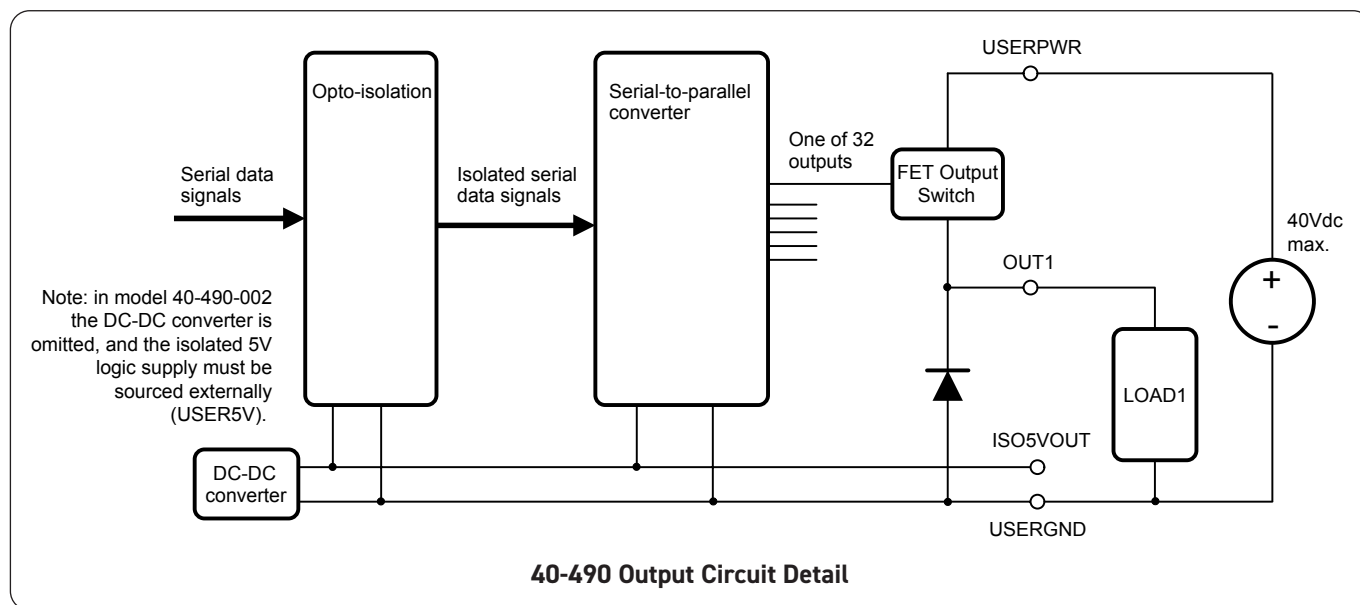 USERPWR
Opto-isolation
Serial-to-parallel
converter
One of 32
outputs
FET Output
Switch
Serial data
signals
Isolated serial
data signals
40Vdc
max.
OUT1
+
-
Note: in model 40-490-002
the DC-DC converter is
omitted, and the isolated 5V
logic supply must be
sourced externally
(USER5V).
LOAD1
ISO5VOUT
DC-DC
converter
USERGND
40-490 Output Circuit Detail